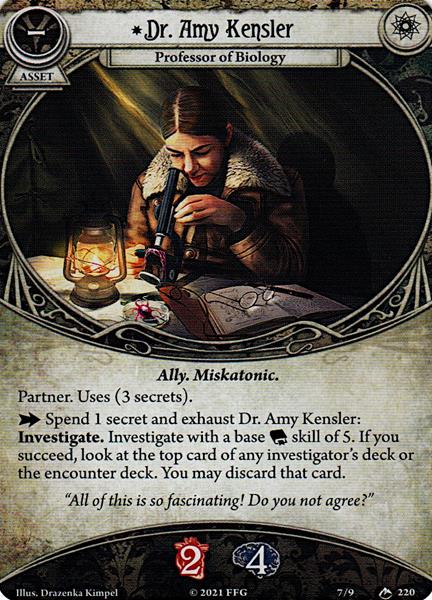 Dr. Amy Kensler
Professor of Biology
ASSET
Ally. Miskatonic.
Partner. Uses (3 secrets).
Spend 1 secret and exhaust Dr. Amy Kensler:
Investigate. Investigate with a base skill of 5. If you
succeed, look at the top card of any investigator's deck or
the encounter deck. You may discard that card.
“All of this is so fascinating! Do you not agree?”
2 4
Illus. Drazenka Kimpel © 2021 FFG 7/9 220